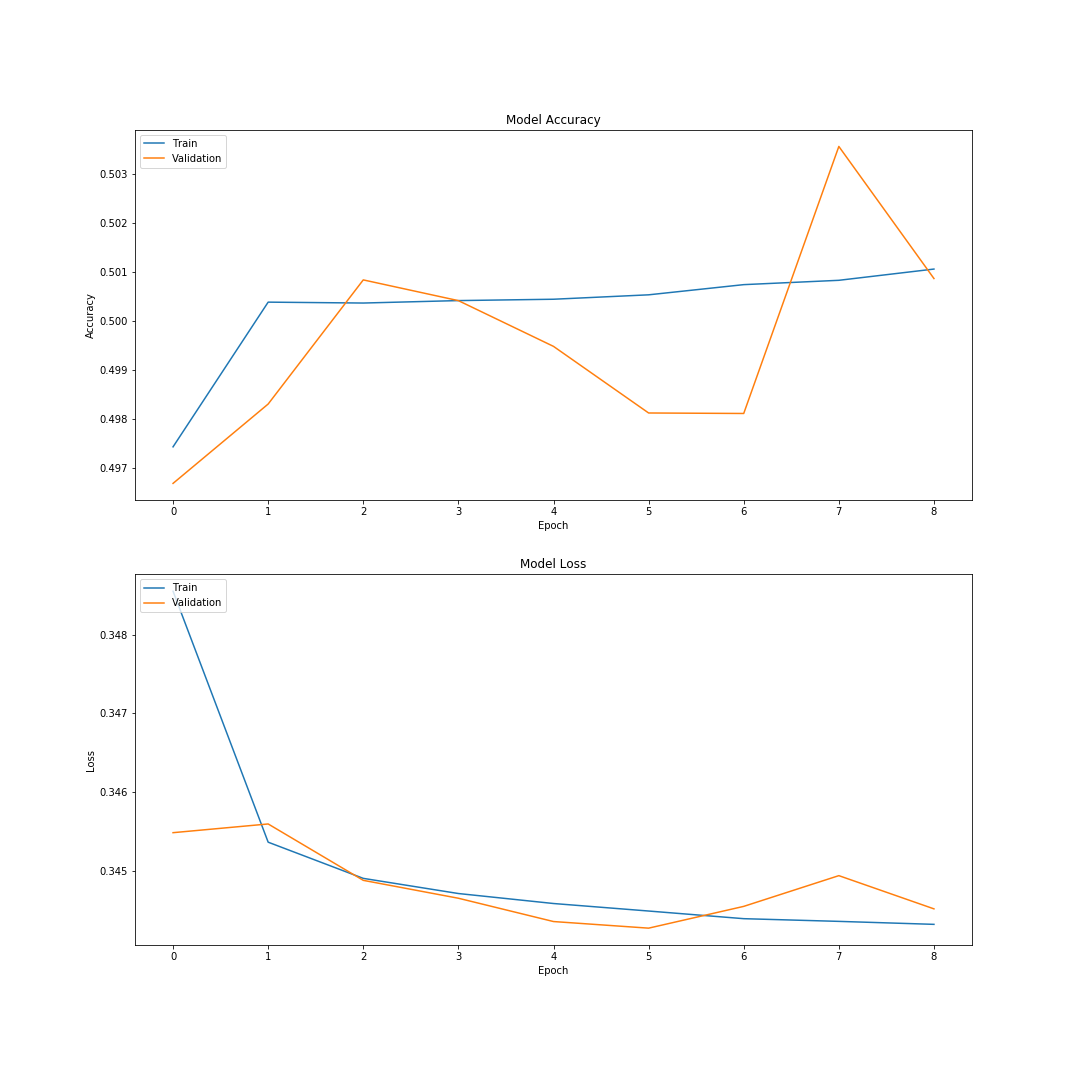 Model Accuracy
Train
Validation
0.503
0.502
0.501
0.500
0.499
0.498
0.497
Accuracy
0 1 2 3 4 5 6 7 8
Epoch
Model Loss
Train
Validation
0.348
0.347
0.346
0.345
Loss
0 1 2 3 4 5 6 7 8
Epoch